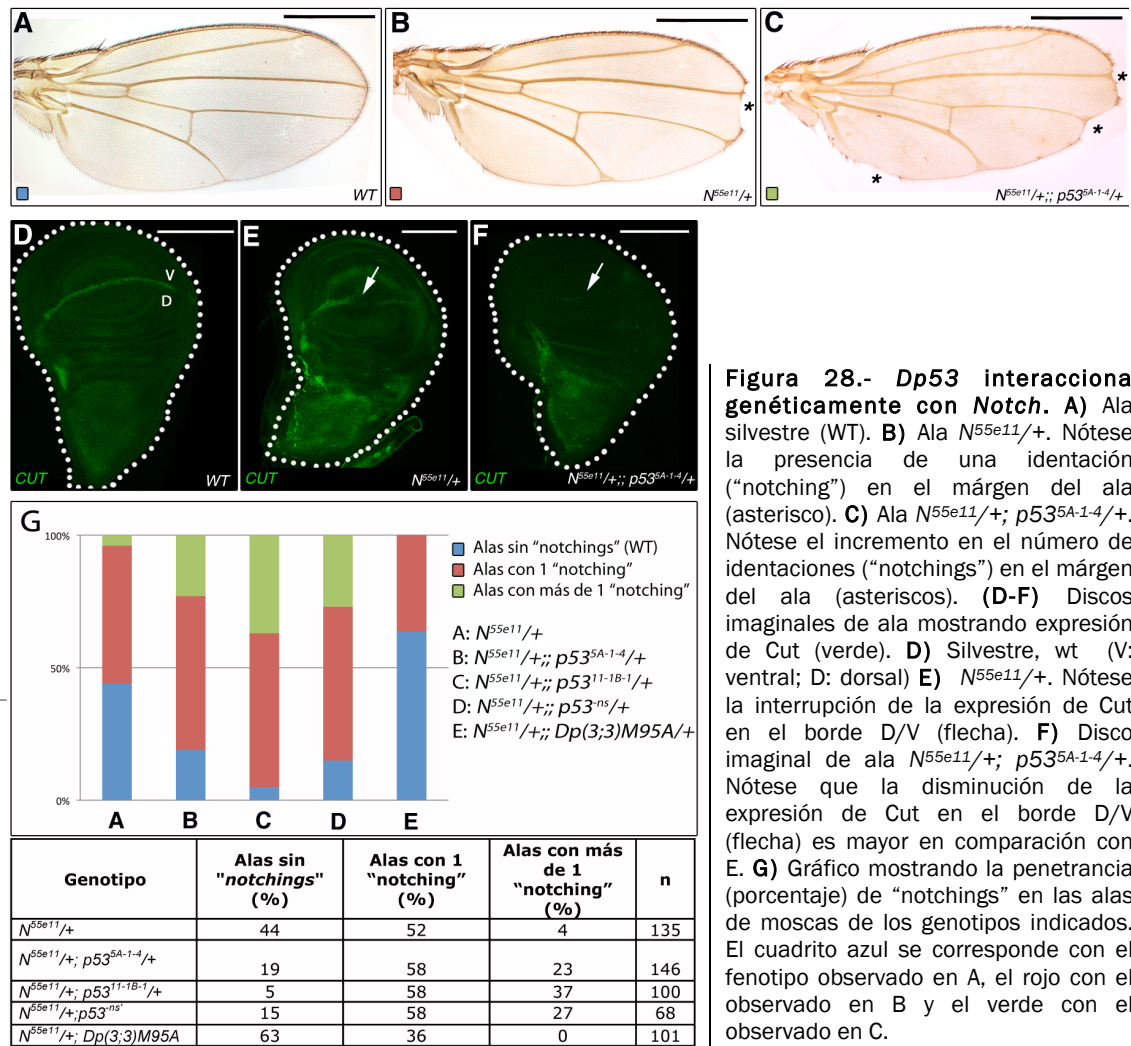 A
WT
B
*
N55e11/+
C
*
*
*
N55e11/+;; p535A-1-4/+
D
V
D
CUT
WT
E
CUT
N55e11/+
F
CUT
N55e11/+;; p535A-1-4/+
G
100%
50%
0%
A B C D E
Alas sin “notchings” (WT)
Alas con 1 “notching”
Alas con más de 1 “notching”
A: N55e11/+
B: N55e11/+;; p535A-1-4/+
C: N55e11/+;; p5311-1B-1/+
D: N55e11/+;; p53-ns/+
E: N55e11/+;; Dp(3;3)M95A/+
Genotipo | Alas sin "notchings" (%) | Alas con 1 “notching” (%) | Alas con más de 1 “notching” (%) | n
N55e11/+ 44 52 4 135
N55e11/+; p535A-1-4/+ 19 58 23 146
N55e11/+; p5311-1B-1/+ 5 58 37 100
N55e11/+;p53-ns' 15 58 27 68
N55e11/+; Dp(3;3)M95A 63 36 0 101
Figura 28.- Dp53 interacciona
genéticamente con Notch. A) Ala
silvestre (WT). B) Ala N55e11/+. Nótese
la presencia de una identación
(“notching”) en el márgen del ala
(asterisco). C) Ala N55e11/+; p535A-1-4/+.
Nótese el incremento en el número de
identaciones (“notchings”) en el márgen
del ala (asteriscos). (D-F) Discos
imaginales de ala mostrando expresión
de Cut (verde). D) Silvestre, wt (V:
ventral; D: dorsal) E) N55e11/+. Nótese
la interrupción de la expresión de Cut
en el borde D/V (flecha). F) Disco
imaginal de ala N55e11/+; p535A-1-4/+.
Nótese que la disminución de la
expresión de Cut en el borde D/V
(flecha) es mayor en comparación con
E. G) Gráfico mostrando la penetrancia
(porcentaje) de “notchings” en las alas
de moscas de los genotipos indicados.
El cuadrito azul se corresponde con el
fenotipo observado en A, el rojo con el
observado en B y el verde con el
observado en C.